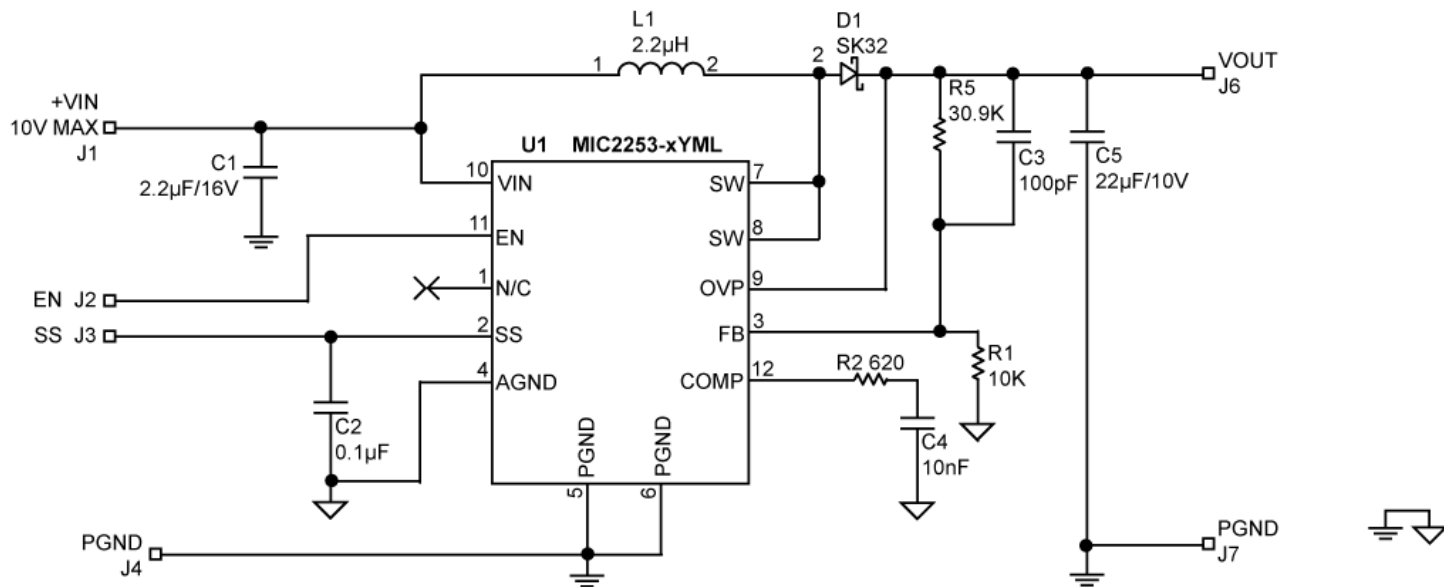 L1
2.2µH
1
2
D1
SK32
2
VOUT
J6
+VIN
10V MAX
J1
C1
2.2µF/16V
R5
30.9K
C3
100pF
C5
22µF/10V
U1 MIC2253-xYML
10
VIN
SW
7
11
EN
SW
8
EN J2
1
N/C
OVP
9
SS J3
2
SS
FB
3
4
AGND
COMP
12
R2 620
R1
10K
C2
0.1µF
C4
10nF
PGND
PGND
5
6
PGND
J4
PGND
J7